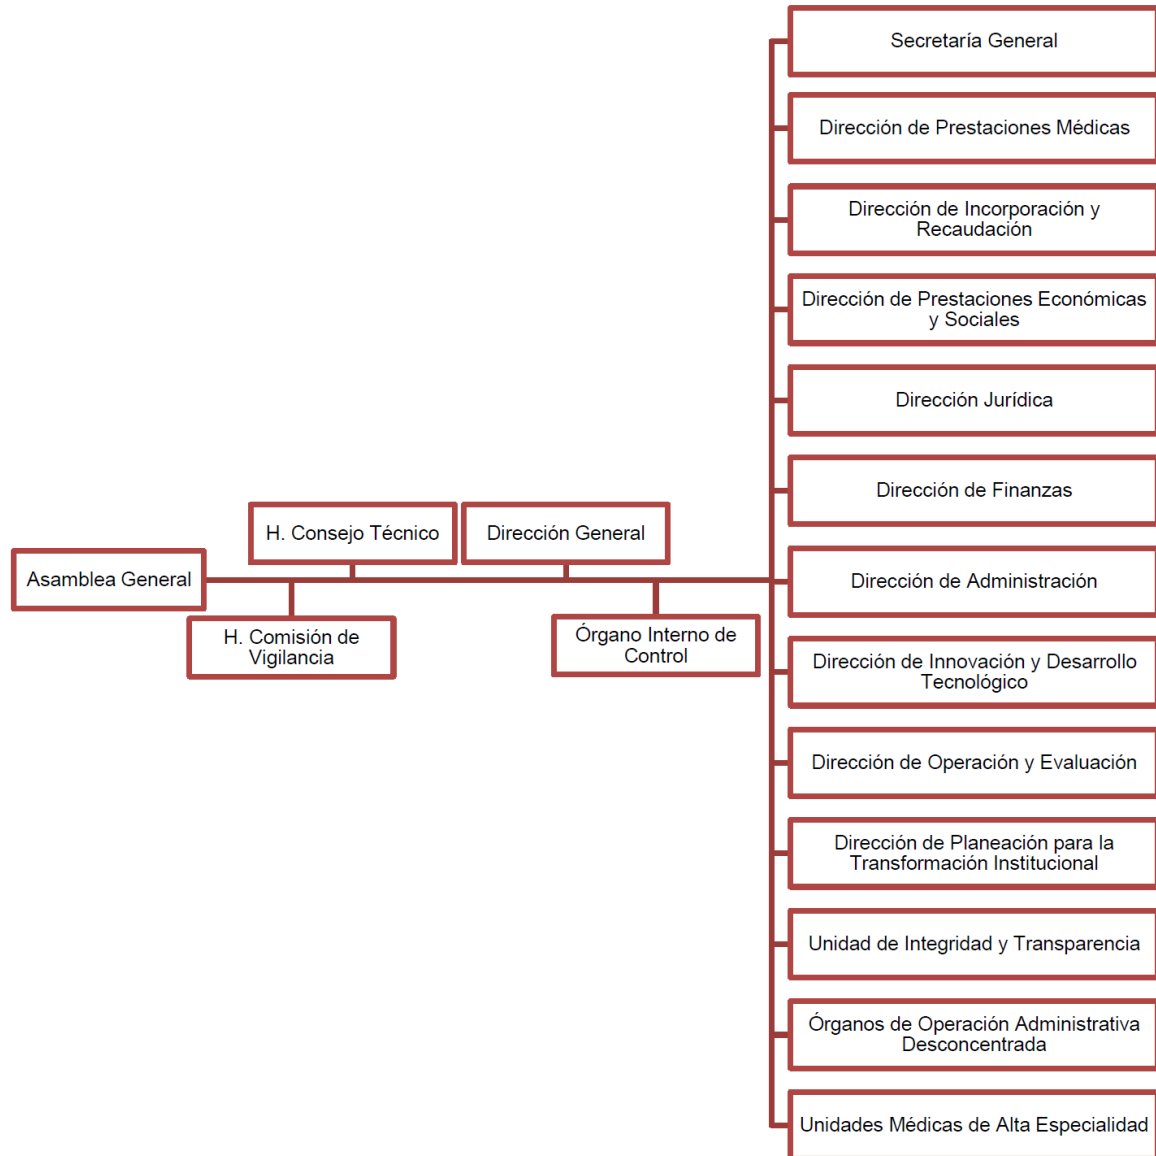 Secretaría General
Dirección de Prestaciones Médicas
Dirección de Incorporación y
Recaudación
Dirección de Prestaciones Económicas
y Sociales
Dirección Jurídica
Dirección de Finanzas
H. Consejo Técnico
Dirección General
Asamblea General
Dirección de Administración
H. Comisión de
Vigilancia
Órgano Interno de
Control
Dirección de Innovación y Desarrollo
Tecnológico
Dirección de Operación y Evaluación
Dirección de Planeación para la
Transformación Institucional
Unidad de Integridad y Transparencia
Órganos de Operación Administrativa
Desconcentrada
Unidades Médicas de Alta Especialidad